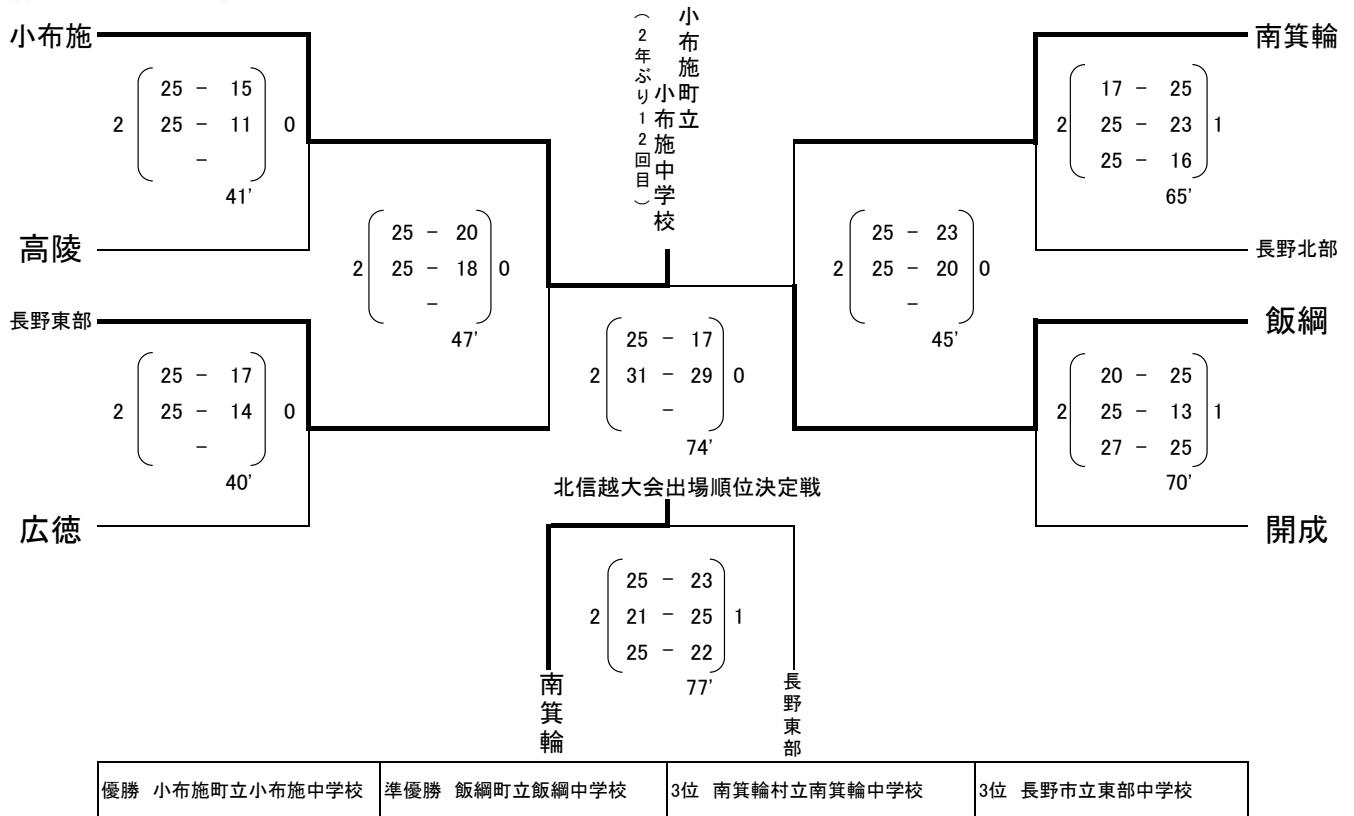 小布施
2
25 - 15
25 - 11
-
0
41'
高陵
長野東部
2
25 - 17
25 - 14
-
0
40'
広徳
2
25 - 20
25 - 18
-
0
47'
小布施町立
小布施中学校
(2年ぶり12回目)
2
25 - 17
31 - 29
-
0
74'
2
25 - 23
25 - 20
-
0
45'
南箕輪
2
17 - 25
25 - 23
25 - 16
1
65'
長野北部
飯綱
2
20 - 25
25 - 13
27 - 25
1
70'
開成
北信越大会出場順位決定戦
2
25 - 23
21 - 25
25 - 22
1
77'
南箕輪
長野東部
優勝 小布施町立小布施中学校
準優勝 飯綱町立飯綱中学校
3位 南箕輪村立南箕輪中学校
3位 長野市立東部中学校